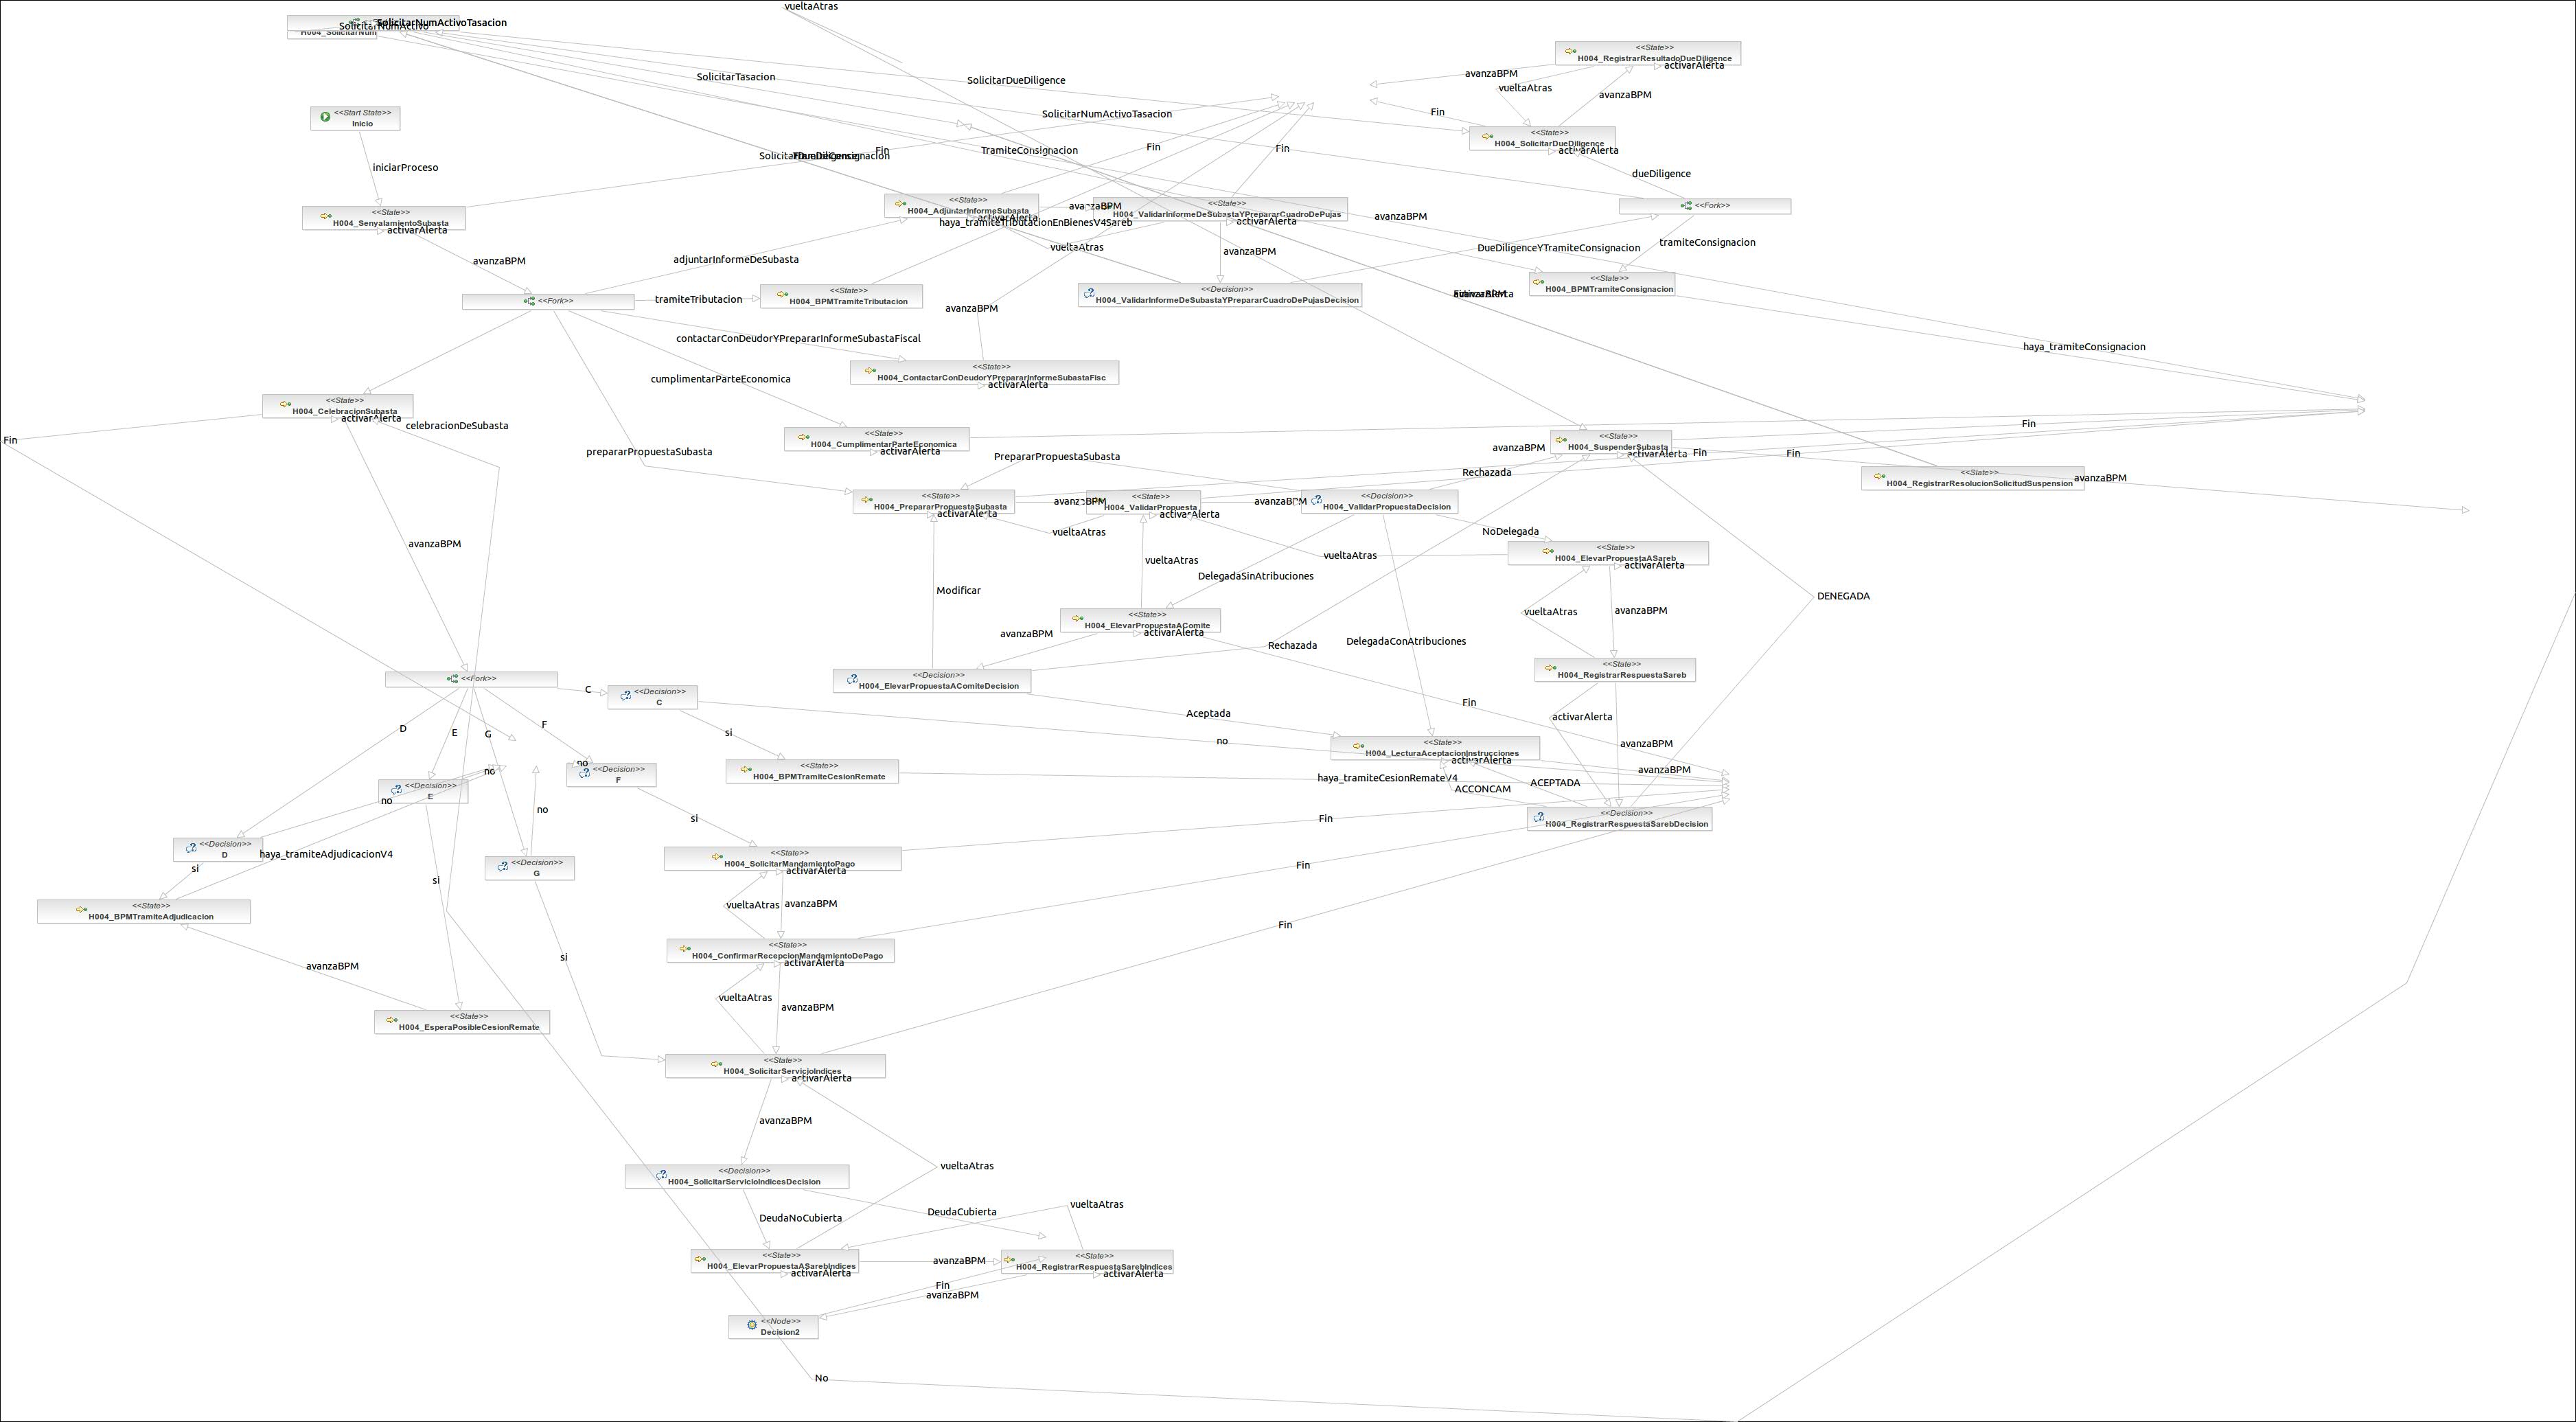 vueltaAtras
SolicitarNumActivoTasacion
SolicitarNumActivo
H004_SolicitarNum
<<State>>
H004_RegistrarResultadoDueDiligence
activarAlerta
avanzaBPM
vueltaAtras
avanzaBPM
SolicitarTasacion
SolicitarDueDiligence
Fin
SolicitarNumActivoTasacion
<<Start State>>
Inicio
<<State>>
H004_SolicitarDueDiligence
activarAlerta
TramiteConsignacion
Fin
Fin
Fin
iniciarProceso
dueDiligence
<<State>>
H004_SenyalamientoSubasta
activarAlerta
<<State>>
H004_AdjuntarInformeSubasta
activarAlerta
avanzaBPM
<<State>>
H004_ValidarInformeDeSubastaYPrepararCuadroDePujas
activarAlerta
avanzaBPM
<<Fork>>
haya_tramiteTributacionEnBienesV4Sareb
vueltaAtras
avanzaBPM
DueDiligenceYTramiteConsignacion
tramiteConsignacion
avanzaBPM
adjuntarInformeDeSubasta
<<State>>
H004_BPMTramiteConsignacion
<<Fork>>
tramiteTributacion
<<State>>
H004_BPMTramiteTributacion
<<Decision>>
H004_ValidarInformeDeSubastaYPrepararCuadroDePujasDecision
avanzaBPM
contactarConDeudorYPrepararInformeSubastaFiscal
haya_tramiteConsignacion
<<State>>
H004_ContactarConDeudorYPrepararInformeSubastaFisc
activarAlerta
cumplimentarParteEconomica
<<State>>
H004_CelebracionSubasta
activarAlerta
celebracionDeSubasta
Fin
<<State>>
H004_CumplimentarParteEconomica
activarAlerta
<<State>>
H004_SuspenderSubasta
activarAlerta
Fin
Fin
Fin
avanzaBPM
prepararPropuestaSubasta
PrepararPropuestaSubasta
Rechazada
<<State>>
H004_RegistrarResolucionSolicitudSuspension
avanzaBPM
<<State>>
H004_PrepararPropuestaSubasta
activarAlerta
avanzaBPM
<<State>>
H004_ValidarPropuesta
activarAlerta
avanzaBPM
<<Decision>>
H004_ValidarPropuestaDecision
vueltaAtras
NoDelegada
avanzaBPM
vueltaAtras
vueltaAtras
<<State>>
H004_ElevarPropuestaASareb
activarAlerta
DelegadaSinAtribuciones
Modificar
DENEGADA
vueltaAtras
avanzaBPM
<<State>>
H004_ElevarPropuestaAComite
activarAlerta
avanzaBPM
Rechazada
DelegadaConAtribuciones
<<State>>
H004_RegistrarRespuestaSareb
<<Fork>>
<<Decision>>
H004_ElevarPropuestaAComiteDecision
C
<<Decision>>
C
Fin
Aceptada
activarAlerta
D
E
G
F
si
no
avanzaBPM
<<State>>
H004_LecturaAceptacionInstrucciones
activarAlerta
no
no
<<Decision>>
F
<<State>>
H004_BPMTramiteCesionRemate
haya_tramiteCesionRemateV4
avanzaBPM
ACEPTADA
ACCONCAM
<<Decision>>
E
no
no
si
Fin
<<Decision>>
H004_RegistrarRespuestaSarebDecision
<<Decision>>
D
haya_tramiteAdjudicacionV4
<<Decision>>
G
<<State>>
H004_SolicitarMandamientoPago
activarAlerta
si
si
Fin
vueltaAtras
avanzaBPM
<<State>>
H004_BPMTramiteAdjudicacion
Fin
<<State>>
H004_ConfirmarRecepcionMandamientoDePago
activarAlerta
si
avanzaBPM
vueltaAtras
avanzaBPM
<<State>>
H004_EsperaPosibleCesionRemate
<<State>>
H004_SolicitarServicioIndices
activarAlerta
avanzaBPM
vueltaAtras
<<Decision>>
H004_SolicitarServicioIndicesDecision
vueltaAtras
DeudaNoCubierta
DeudaCubierta
<<State>>
H004_ElevarPropuestaASarebIndices
activarAlerta
avanzaBPM
<<State>>
H004_RegistrarRespuestaSarebIndices
activarAlerta
Fin
avanzaBPM
<<Node>>
Decision2
No